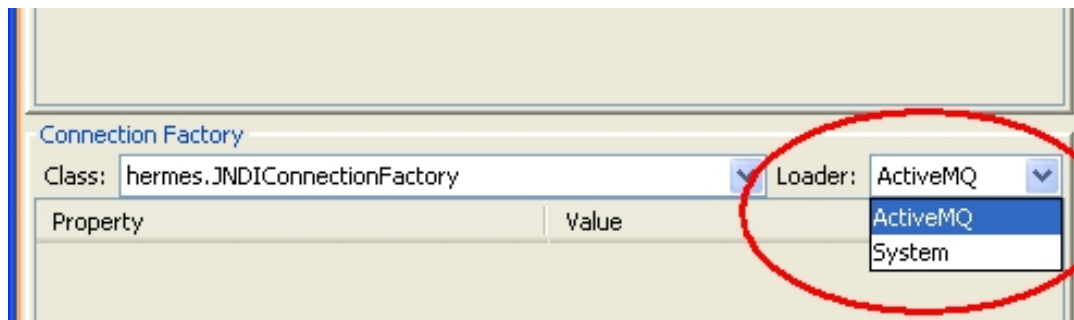 Connection Factory
Class: hermes.JNDIConnectionFactory Loader: ActiveMQ
Property Value ActiveMQ
System